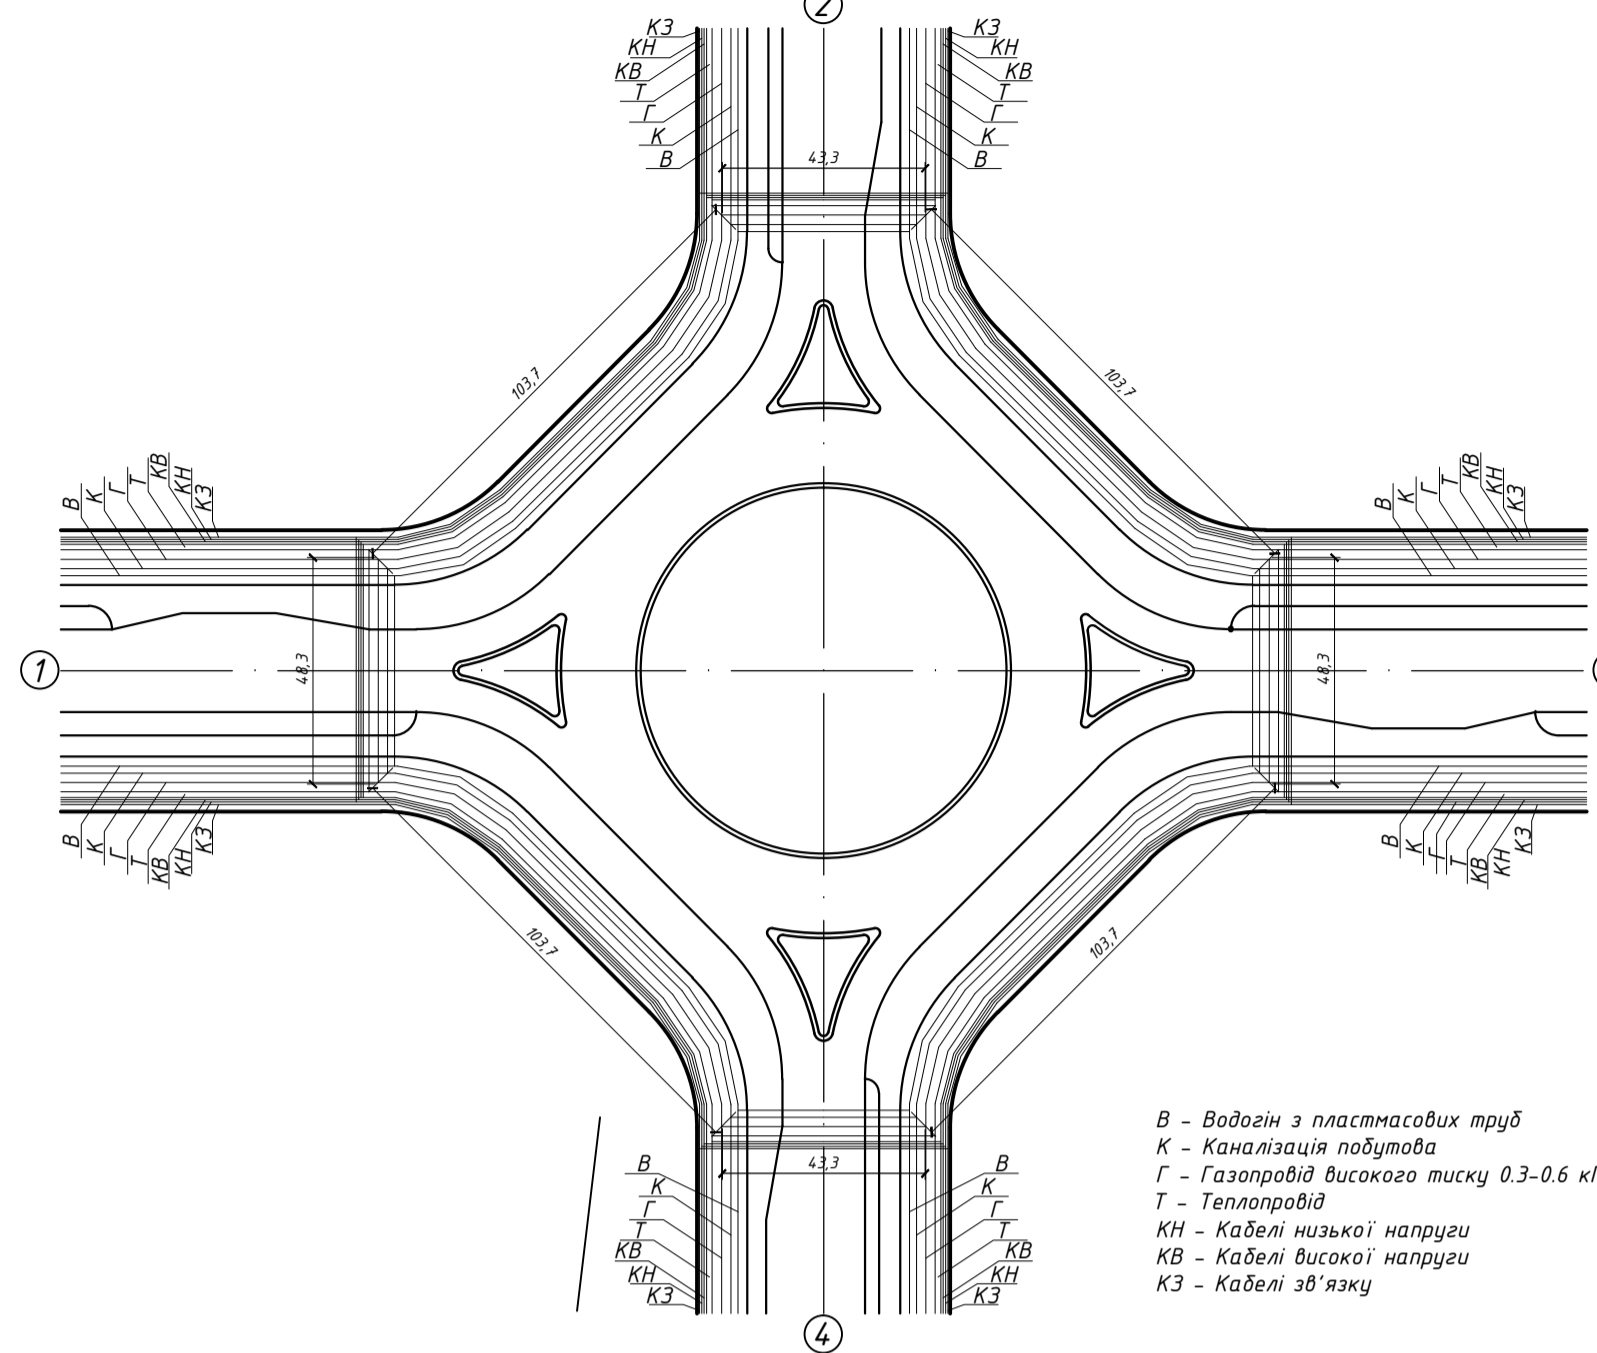 2
КЗ
КН
КВ
Т
Г
К
В
КЗ
КН
КВ
Т
Г
К
В
43,3
103,7
103,7
В
К
Г
Т
КВ
КН
КЗ
В
К
Г
Т
КВ
КН
КЗ
1
48,3
48,3
В
К
Г
Т
КВ
КН
КЗ
В
К
Г
Т
КВ
КН
КЗ
103,7
103,7
43,3
В
К
Г
Т
КВ
КН
КЗ
В
К
Г
Т
КВ
КН
КЗ
4
В - Водогін з пластмасових труб
К - Каналізація побутова
Г - Газопровід високого тиску 0.3-0.6
Т - Теплопровід
КН - Кабелі низької напруги
КВ - Кабелі високої напруги
КЗ - Кабелі зв'язку